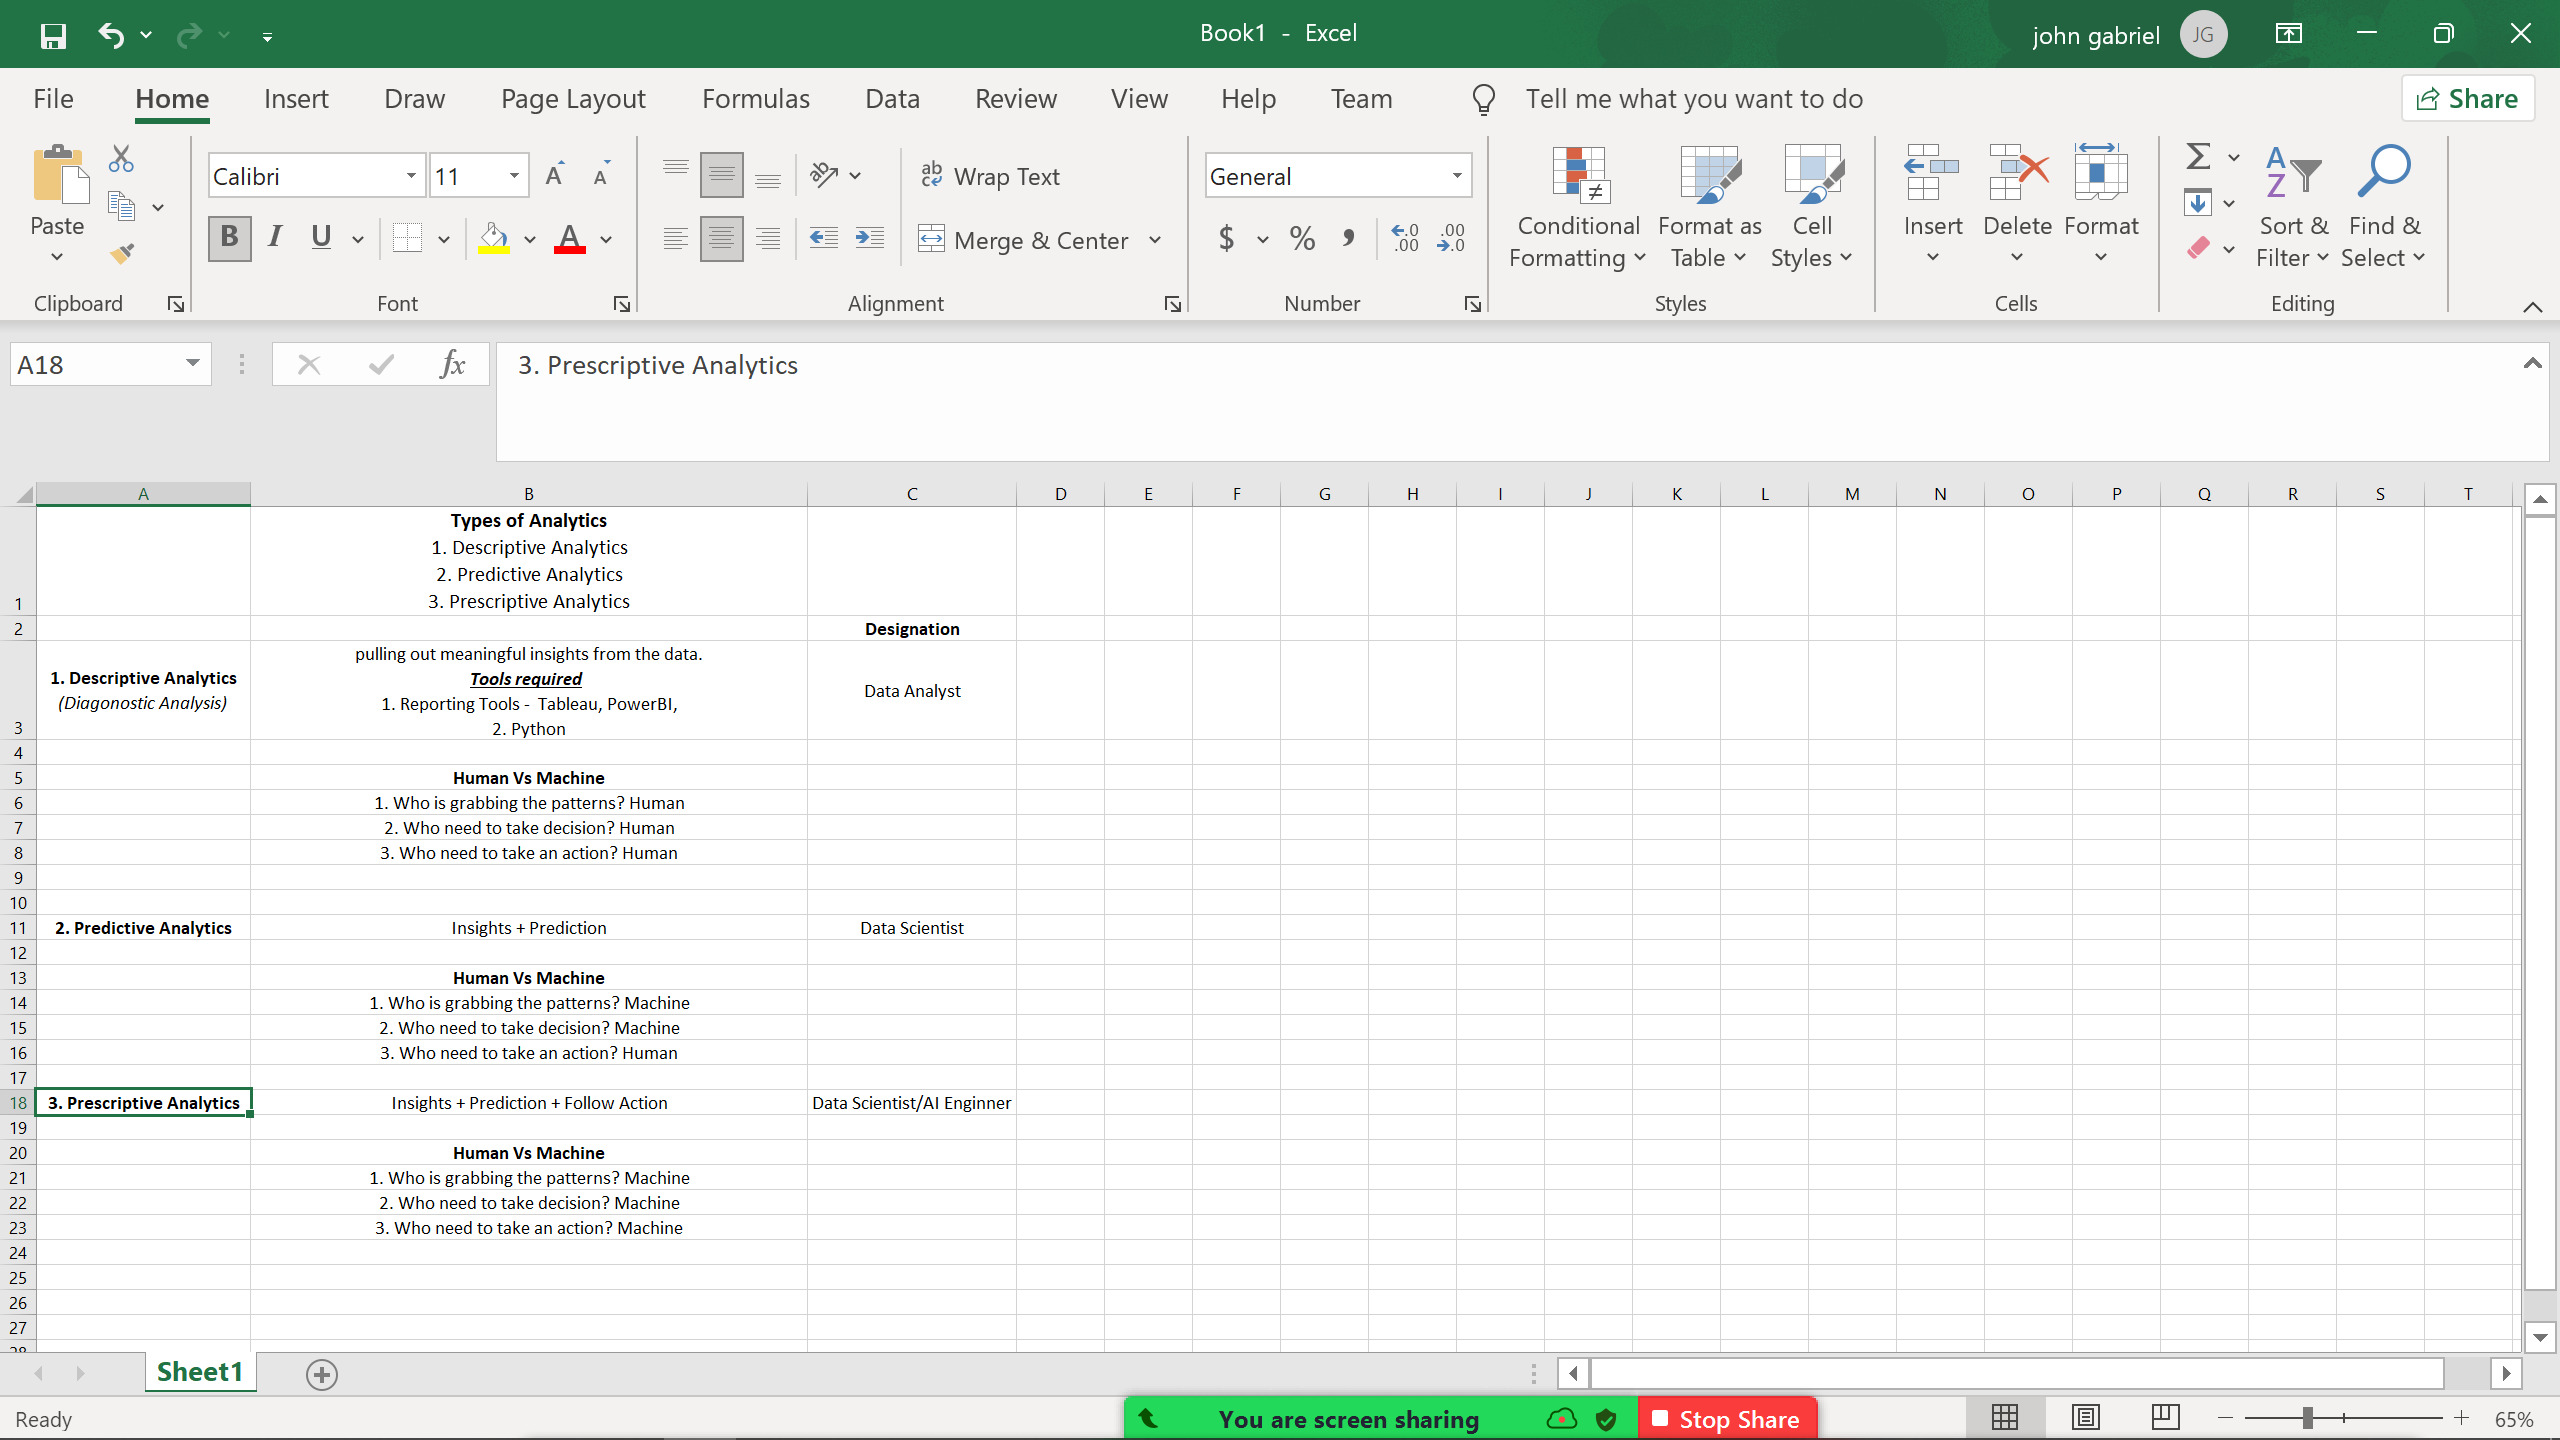 Book1 - Excel
john gabriel
JG
File Home Insert Draw Page Layout Formulas Data Review View Help Team Tell me what you want to do Share
Paste
Clipboard
Calibri 11
B I U
Font
Wrap Text
Merge & Center
Alignment
General
$ %
Number
Conditional Formatting
Format as Table
Cell Styles
Styles
Insert Delete Format
Cells
Sort & Filter
Find & Select
Editing
A18
fx
3. Prescriptive Analytics
A B C D E F G H I J K L M N O P Q R S T
Types of Analytics
1. Descriptive Analytics
2. Predictive Analytics
1 3. Prescriptive Analytics
2 Designation
pulling out meaningful insights from the data.
1. Descriptive Analytics Tools required Data Analyst
(Diagonostic Analysis) 1. Reporting Tools - Tableau, PowerBI,
3 2. Python
4
5 Human Vs Machine
6 1. Who is grabbing the patterns? Human
7 2. Who need to take decision? Human
8 3. Who need to take an action? Human
9
10
11 2. Predictive Analytics Insights + Prediction Data Scientist
12
13 Human Vs Machine
14 1. Who is grabbing the patterns? Machine
15 2. Who need to take decision? Machine
16 3. Who need to take an action? Human
17
18 3. Prescriptive Analytics Insights + Prediction + Follow Action Data Scientist/AI Enginner
19
20 Human Vs Machine
21 1. Who is grabbing the patterns? Machine
22 2. Who need to take decision? Machine
23 3. Who need to take an action? Machine
24
25
26
27
28
Sheet1
Ready
You are screen sharing
Stop Share
65%